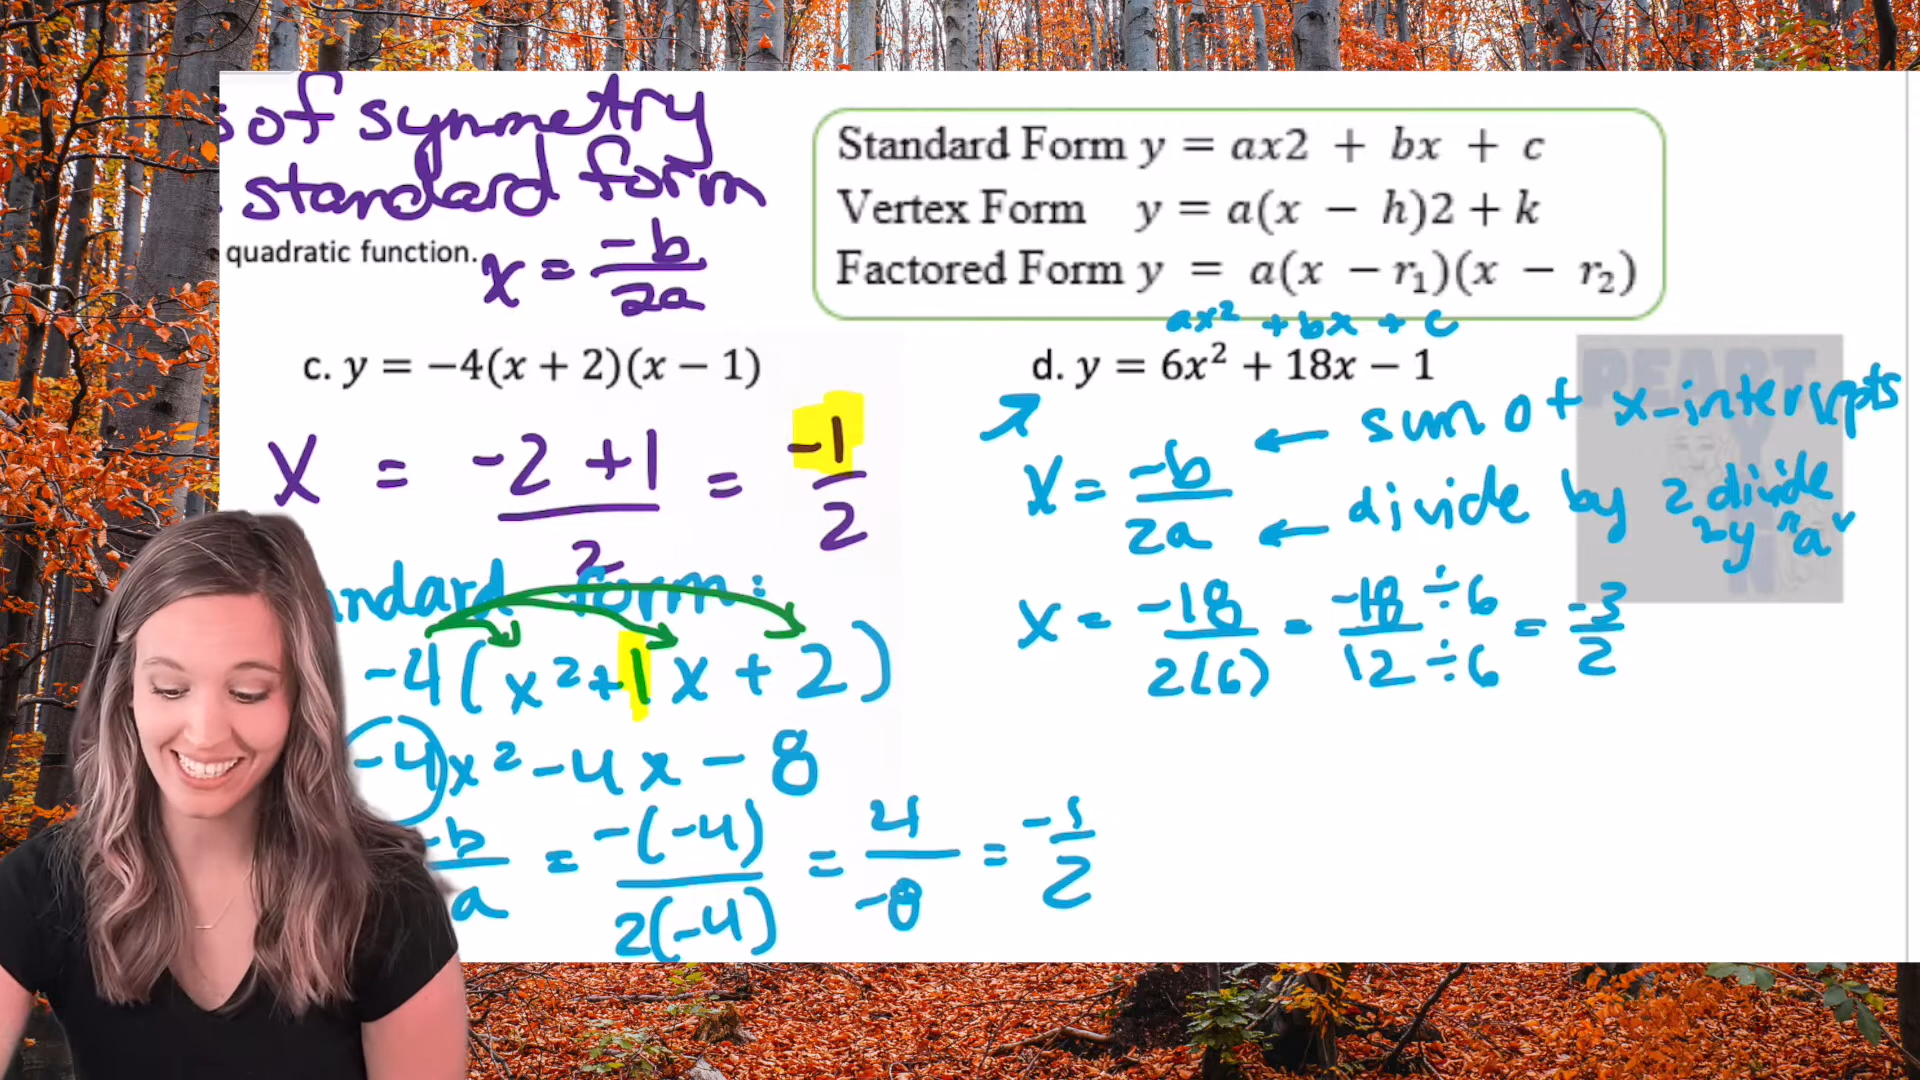 of symmetry
standard form
quadratic function.
x = -b/2a
Standard Form y = ax2 + bx + c
Vertex Form y = a(x − h)2 + k
Factored Form y = a(x − r₁)(x − r₂)
c. y = −4(x + 2)(x − 1)
x = (-2 + 1)/2 = -1/2
ndard form:
-4(x² + 1x + 2)
-4x² - 4x - 8
-b/a = -(-4)/2(-4) = 4/-8 = -1/2
ax² + bx + c
d. y = 6x² + 18x − 1
x = -b/2a
← sum of x-intercepts
← divide by 2 divide
by "a"
x = -18/2(6) = -18÷6/12÷6 = -3/2
PEART